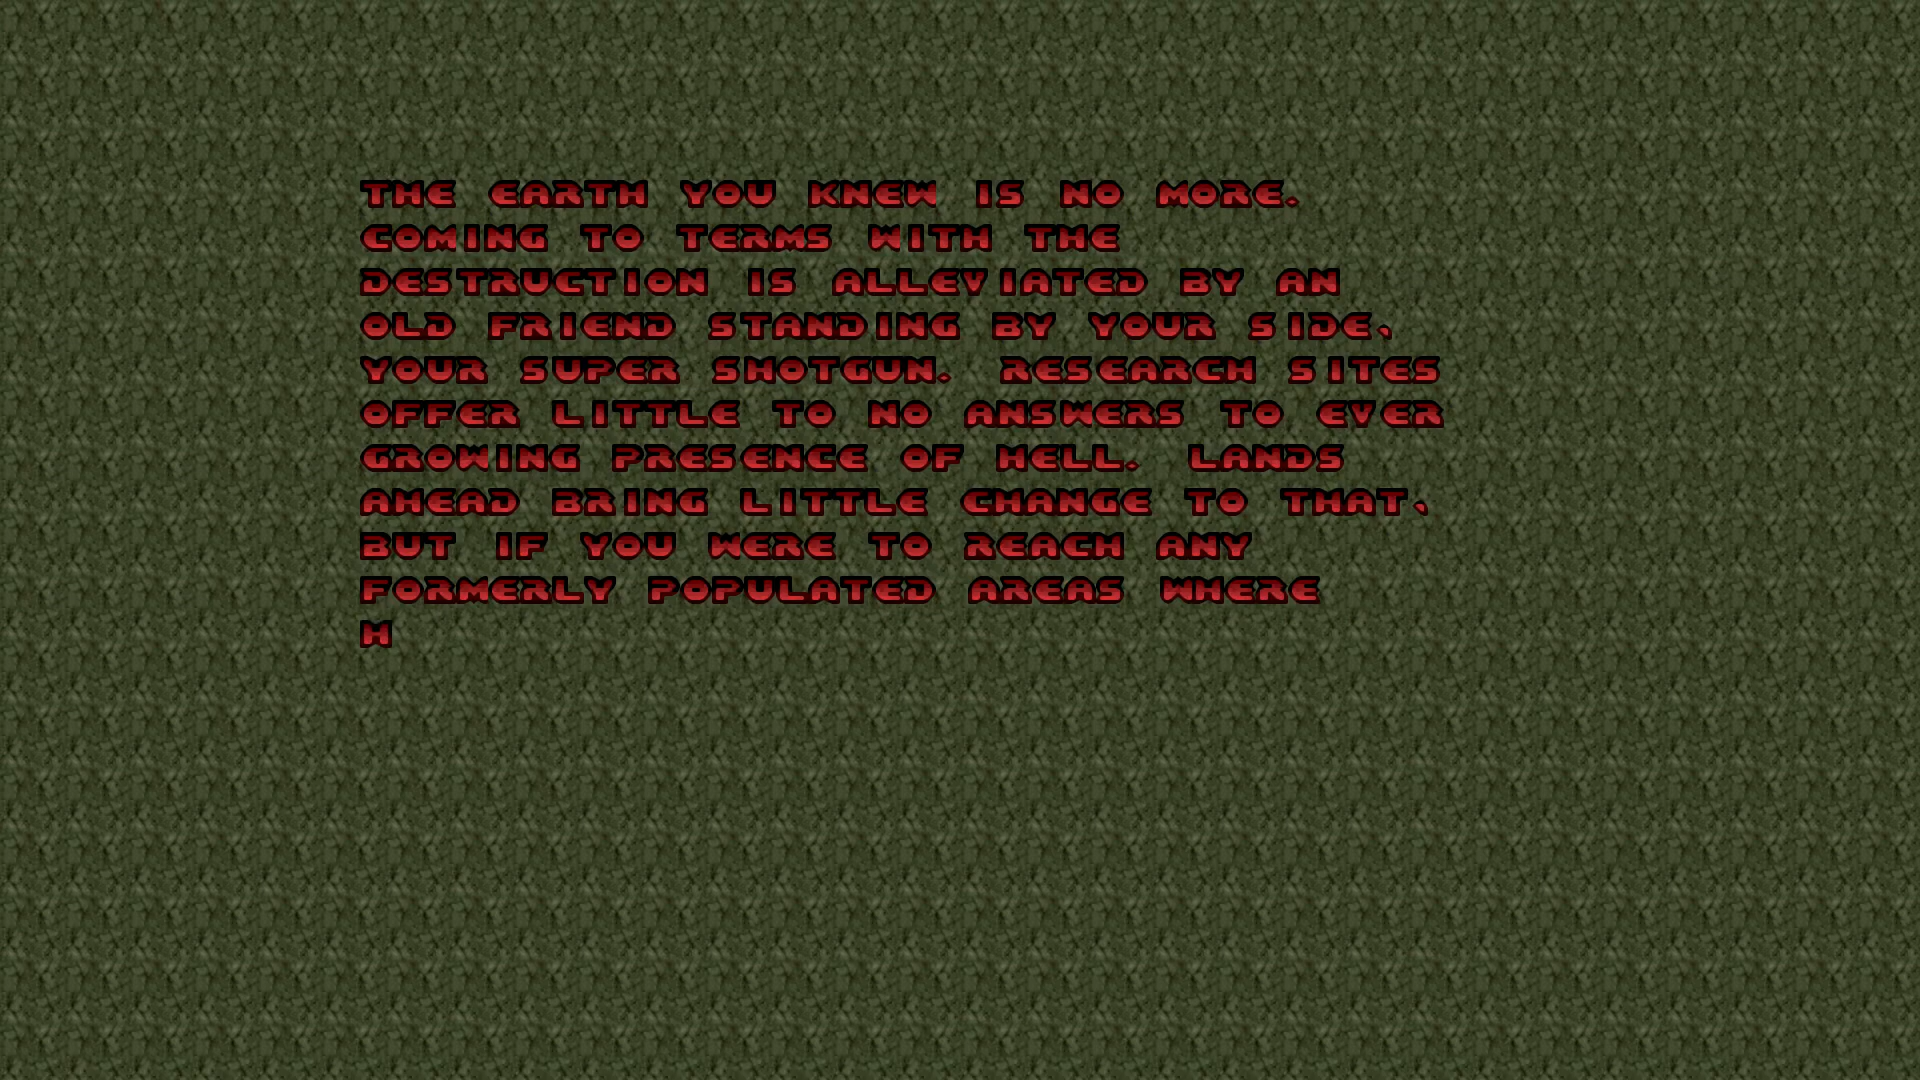 THE EARTH YOU KNEW IS NO MORE.
COMING TO TERMS WITH THE
DESTRUCTION IS ALLEVIATED BY AN
OLD FRIEND STANDING BY YOUR SIDE,
YOUR SUPER SHOTGUN. RESEARCH SITES
OFFER LITTLE TO NO ANSWERS TO EVER
GROWING PRESENCE OF HELL. LANDS
AHEAD BRING LITTLE CHANGE TO THAT,
BUT IF YOU WERE TO REACH ANY
FORMERLY POPULATED AREAS WHERE
H